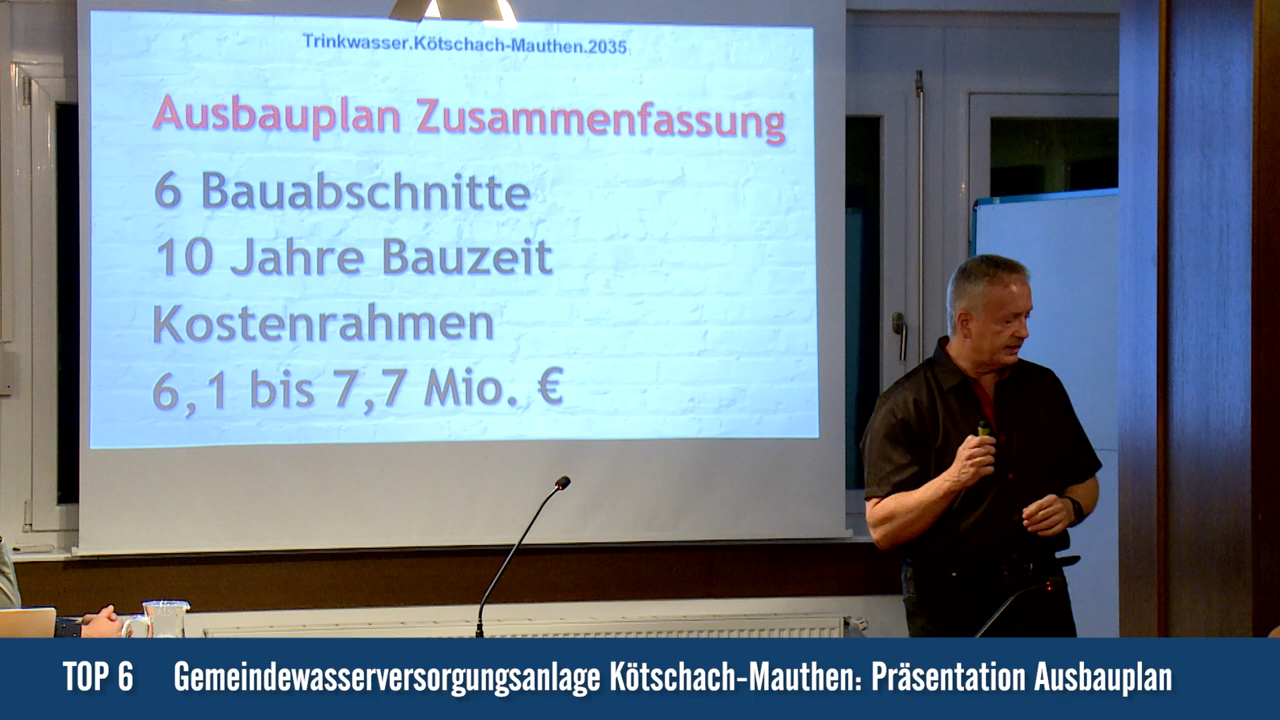 Trinkwasser.Kötschach-Mauthen.2035
Ausbauplan Zusammenfassung
6 Bauabschnitte
10 Jahre Bauzeit
Kostenrahmen
6,1 bis 7,7 Mio. €
TOP 6 Gemeindewasserversorgungsanlage Kötschach-Mauthen: Präsentation Ausbauplan